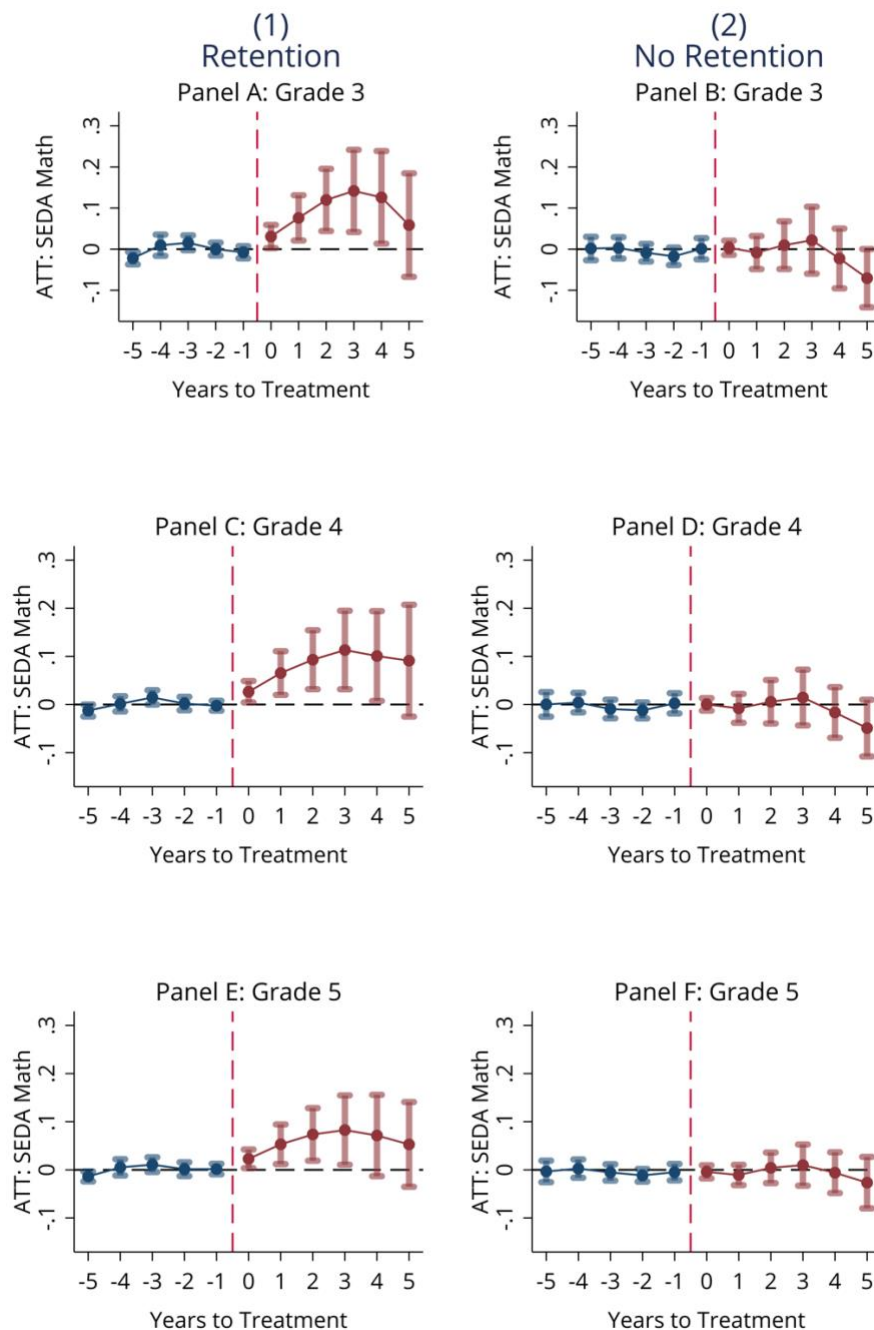 (1)
Retention
(2)
No Retention
Panel A: Grade 3
ATT: SEDA Math
.3
.2
.1
0
-.1
-5 -4 -3 -2 -1 0 1 2 3 4 5
Years to Treatment
Panel B: Grade 3
ATT: SEDA Math
.3
.2
.1
0
-.1
-5 -4 -3 -2 -1 0 1 2 3 4 5
Years to Treatment
Panel C: Grade 4
ATT: SEDA Math
.3
.2
.1
0
-.1
-5 -4 -3 -2 -1 0 1 2 3 4 5
Years to Treatment
Panel D: Grade 4
ATT: SEDA Math
.3
.2
.1
0
-.1
-5 -4 -3 -2 -1 0 1 2 3 4 5
Years to Treatment
Panel E: Grade 5
ATT: SEDA Math
.3
.2
.1
0
-.1
-5 -4 -3 -2 -1 0 1 2 3 4 5
Years to Treatment
Panel F: Grade 5
ATT: SEDA Math
.3
.2
.1
0
-.1
-5 -4 -3 -2 -1 0 1 2 3 4 5
Years to Treatment